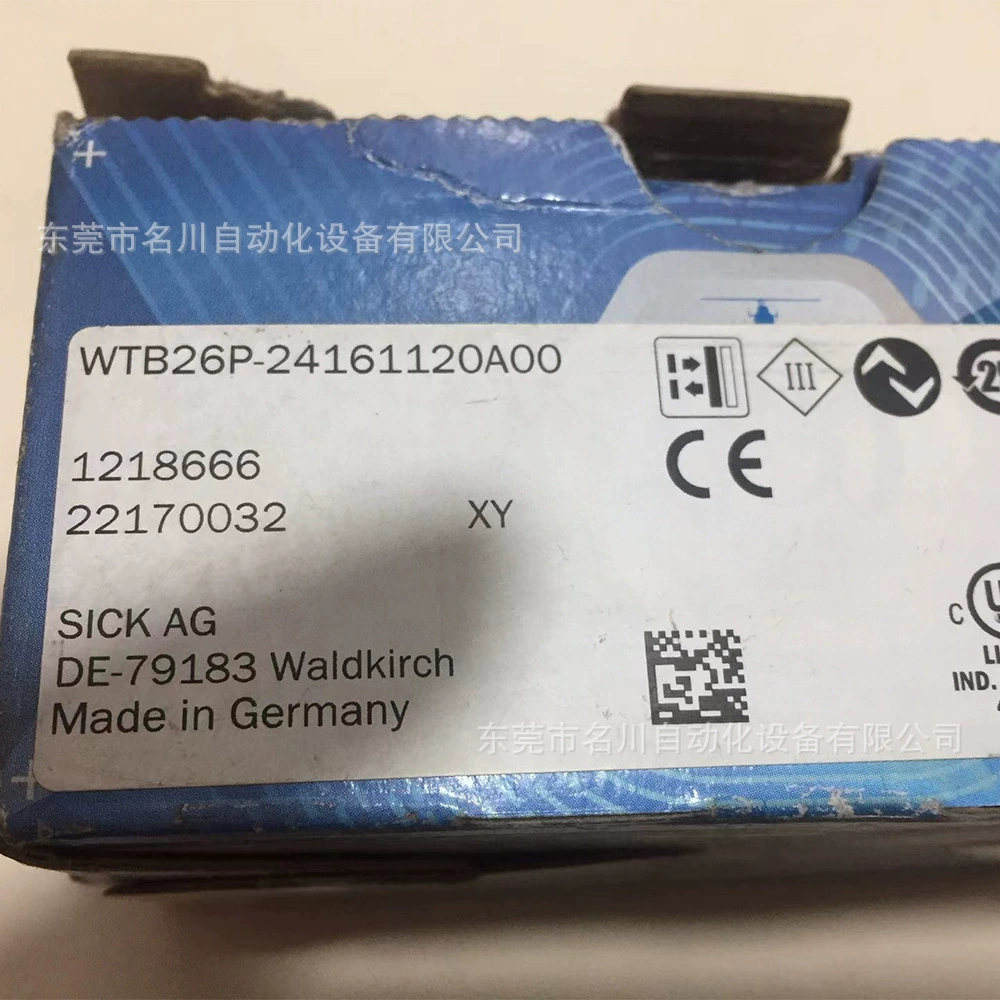 东莞市名川自动化设备有限公司
WTB26P-24161120A00
III
1218666
CE
22170032 XY
SICK AG
C
DE-79183 Waldkirch
IND.
Made in Germany
东莞市名川自动化设备有限公司